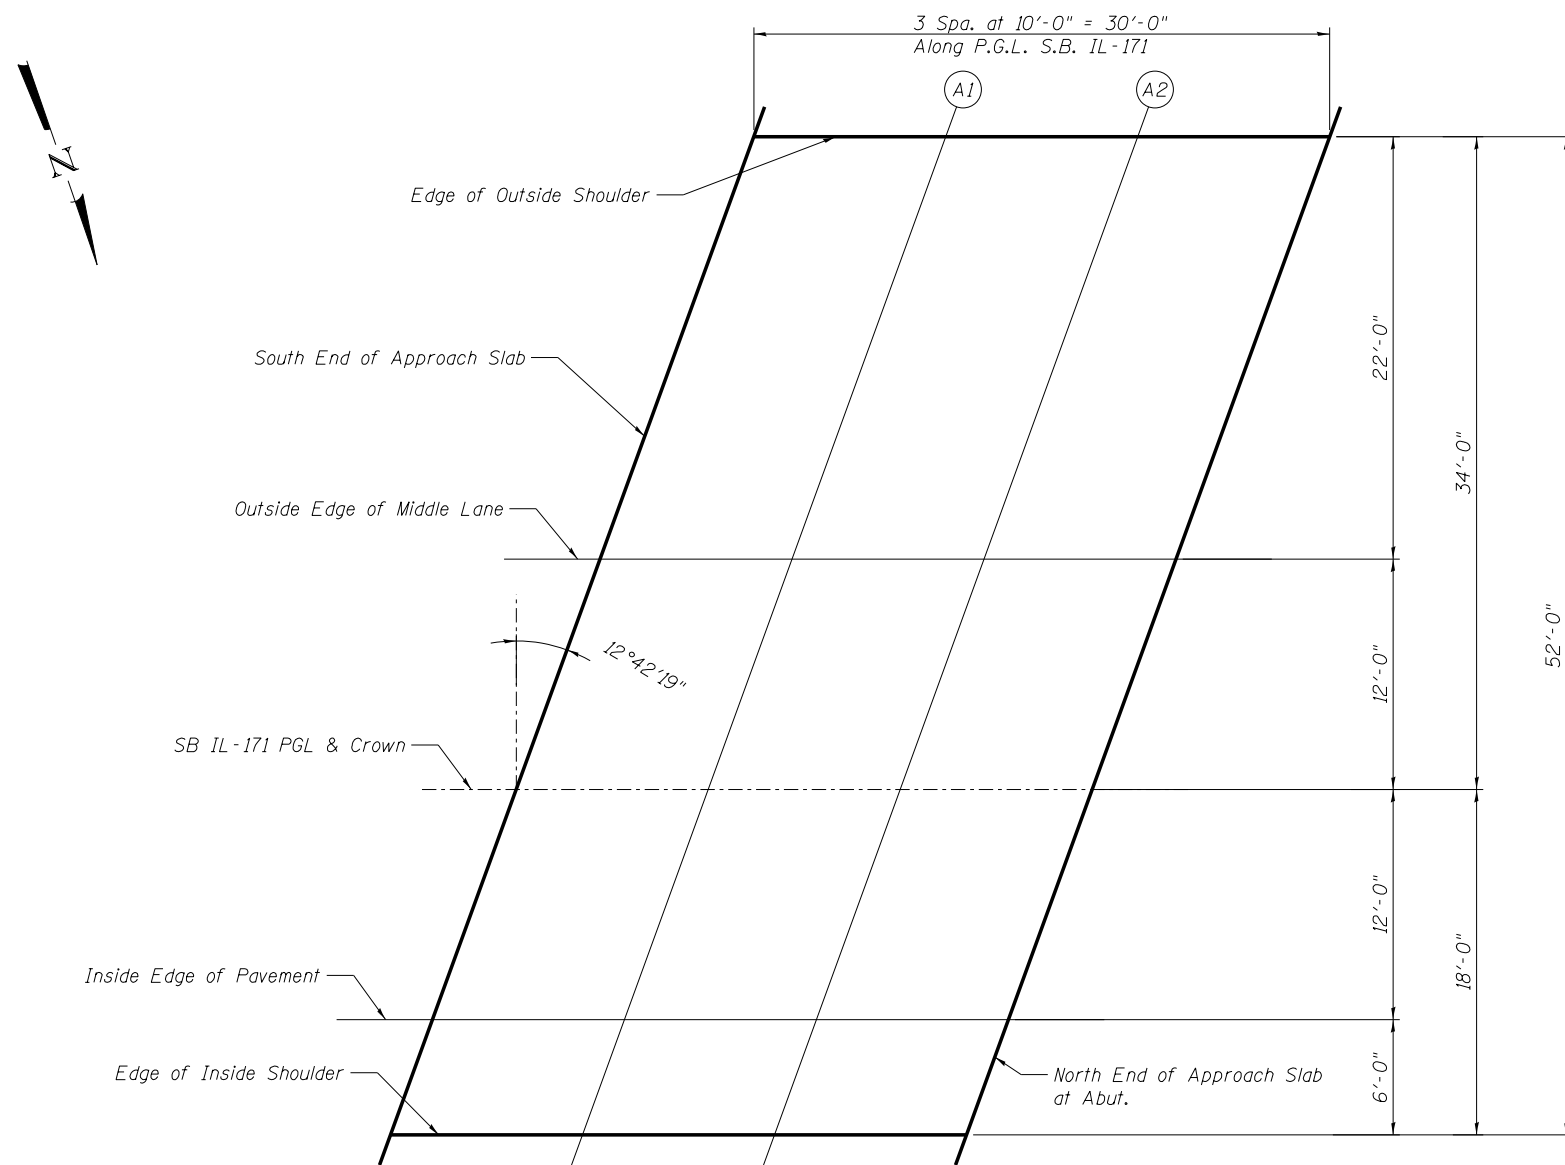 3 Spa. at 10'-0" = 30'-0"
Along P.G.L. S.B. IL-171
A1
A2
N
Edge of Outside Shoulder
South End of Approach Slab
22'-0"
34'-0"
Outside Edge of Middle Lane
12°42'19"
12'-0"
52'-0"
SB IL-171 PGL & Crown
12'-0"
18'-0"
Inside Edge of Pavement
Edge of Inside Shoulder
North End of Approach Slab
at Abut.
6'-0"